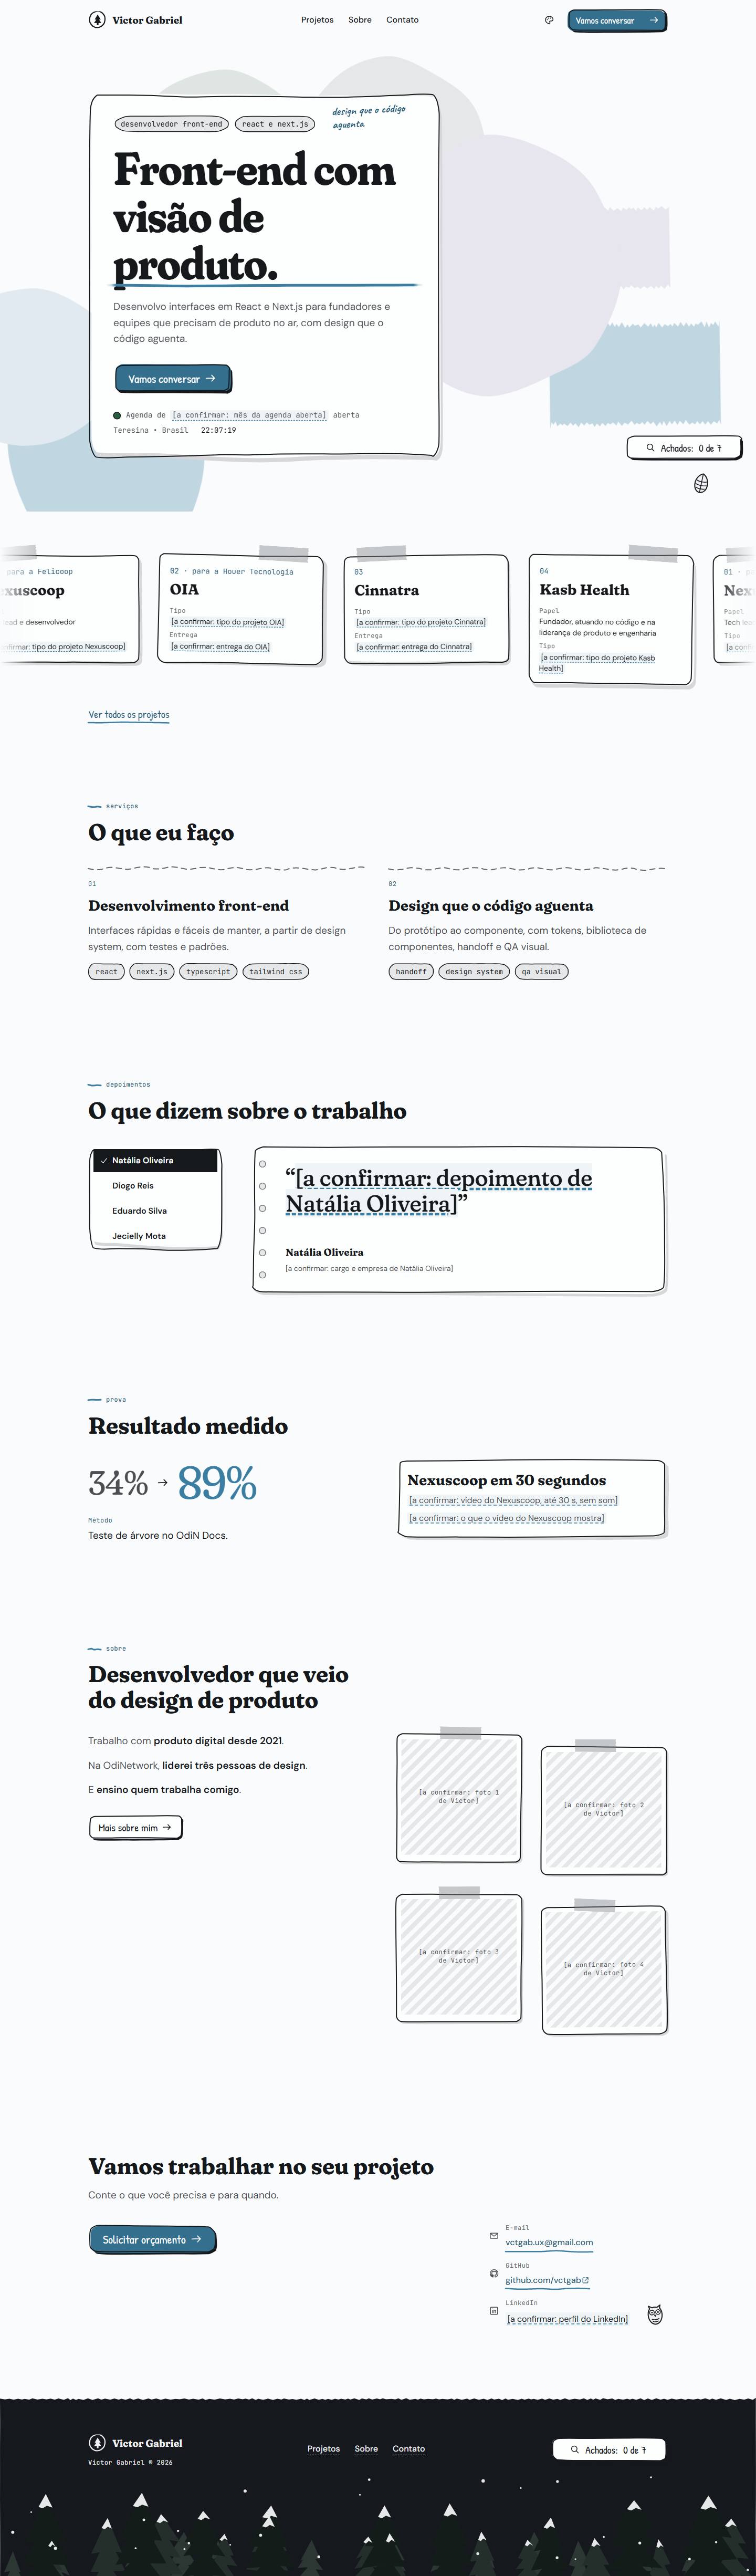 Victor Gabriel
Projetos Sobre Contato
Vamos conversar →
desenvolvedor front-end react e next.js
design que o código
aguenta
Front-end com
visão de
produto.
Desenvolvo interfaces em React e Next.js para fundadores e
equipes que precisam de produto no ar, com design que o
código aguenta.
Vamos conversar →
Agenda de [a confirmar: mês da agenda aberta] aberta
Teresina • Brasil 22:07:19
Achados: 0 de 7
para a Felicoop
xuscoop
ead e desenvolvedor
nfirmar: tipo do projeto Nexuscoop]
02 · para a Houer Tecnologia
OIA
Tipo
[a confirmar: tipo do projeto OIA]
Entrega
[a confirmar: entrega do OIA]
03
Cinnatra
Tipo
[a confirmar: tipo do projeto Cinnatra]
Entrega
[a confirmar: entrega do Cinnatra]
04
Kasb Health
Papel
Fundador, atuando no código e na
liderança de produto e engenharia
Tipo
[a confirmar: tipo do projeto Kasb
Health]
01
Nex
Papel
Tech
Tipo
Ver todos os projetos
serviços
O que eu faço
01
Desenvolvimento front-end
Interfaces rápidas e fáceis de manter, a partir de design
system, com testes e padrões.
react next.js typescript tailwind css
02
Design que o código aguenta
Do protótipo ao componente, com tokens, biblioteca de
componentes, handoff e QA visual.
handoff design system qa visual
depoimentos
O que dizem sobre o trabalho
Natália Oliveira
Diogo Reis
Eduardo Silva
Jecielly Mota
“[a confirmar: depoimento de
Natália Oliveira]”
Natália Oliveira
[a confirmar: cargo e empresa de Natália Oliveira]
prova
Resultado medido
34% → 89%
Método
Teste de árvore no OdiN Docs.
Nexuscoop em 30 segundos
[a confirmar: vídeo do Nexuscoop, até 30 s, sem som]
[a confirmar: o que o vídeo do Nexuscoop mostra]
sobre
Desenvolvedor que veio
do design de produto
Trabalho com produto digital desde 2021.
Na OdiNetwork, liderei três pessoas de design.
E ensino quem trabalha comigo.
Mais sobre mim →
[a confirmar: foto 1
de Victor]
[a confirmar: foto 2
de Victor]
[a confirmar: foto 3
de Victor]
[a confirmar: foto 4
de Victor]
Vamos trabalhar no seu projeto
Conte o que você precisa e para quando.
Solicitar orçamento →
E-mail
vctgab.ux@gmail.com
GitHub
github.com/vctgab
LinkedIn
[a confirmar: perfil do LinkedIn]
Victor Gabriel
Victor Gabriel © 2026
Projetos Sobre Contato
Achados: 0 de 7